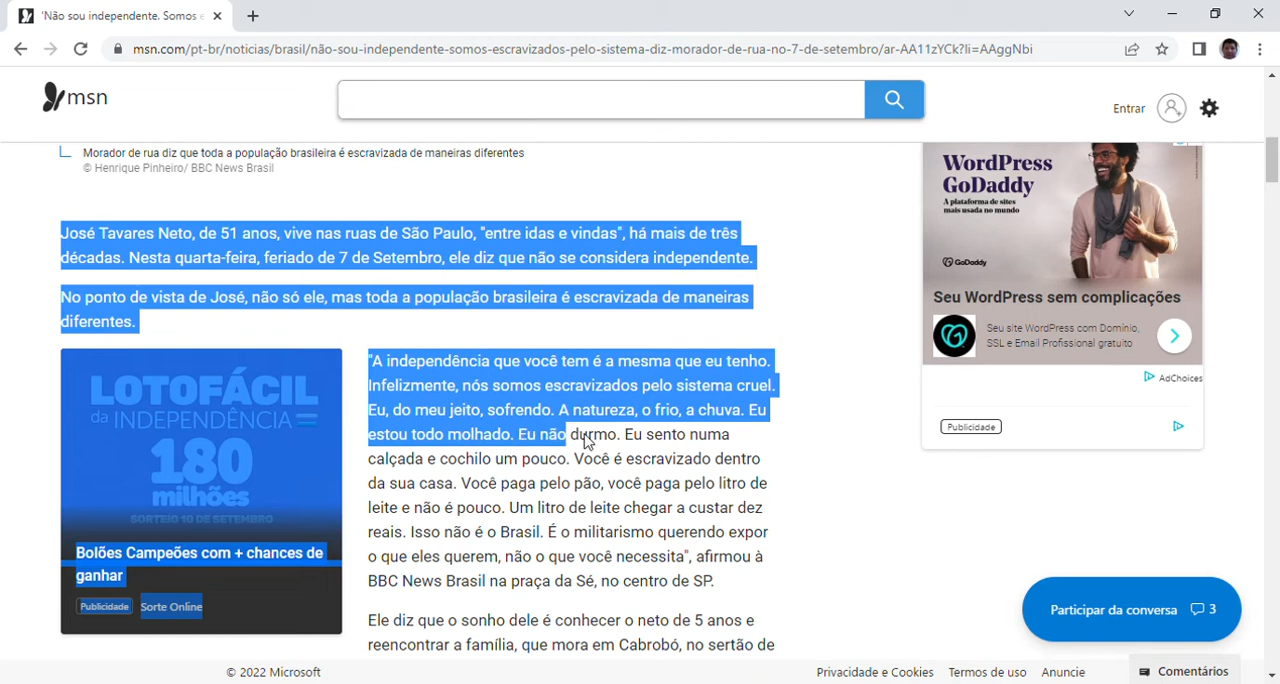 'Não sou independente. Somos e
msn.com/pt-br/noticias/brasil/não-sou-independente-somos-escravizados-pelo-sistema-diz-morador-de-rua-no-7-de-setembro/ar-AA11zYCk?li=AAggNbi
msn
Entrar
Morador de rua diz que toda a população brasileira é escravizada de maneiras diferentes
© Henrique Pinheiro/ BBC News Brasil
José Tavares Neto, de 51 anos, vive nas ruas de São Paulo, "entre idas e vindas", há mais de três
décadas. Nesta quarta-feira, feriado de 7 de Setembro, ele diz que não se considera independente.
No ponto de vista de José, não só ele, mas toda a população brasileira é escravizada de maneiras
diferentes.
LOTOFÁCIL
da INDEPENDÊNCIA
180
milhões
SORTEIO 10 DE SETEMBRO
Bolões Campeões com + chances de
ganhar
Publicidade
Sorte Online
"A independência que você tem é a mesma que eu tenho.
Infelizmente, nós somos escravizados pelo sistema cruel.
Eu, do meu jeito, sofrendo. A natureza, o frio, a chuva. Eu
estou todo molhado. Eu não durmo. Eu sento numa
calçada e cochilo um pouco. Você é escravizado dentro
da sua casa. Você paga pelo pão, você paga pelo litro de
leite e não é pouco. Um litro de leite chegar a custar dez
reais. Isso não é o Brasil. É o militarismo querendo expor
o que eles querem, não o que você necessita", afirmou à
BBC News Brasil na praça da Sé, no centro de SP.
Ele diz que o sonho dele é conhecer o neto de 5 anos e
reencontrar a família, que mora em Cabrobó, no sertão de
WORDPRESS
GODADDY
A plataforma de sites
mais usada no mundo
GoDaddy
Seu WordPress sem complicações
Seu site WordPress com Domínio,
SSL e Email Profissional gratuito
AdChoices
Publicidade
Participar da conversa 3
© 2022 Microsoft
Privacidade e Cookies
Termos de uso
Anuncie
Comentários